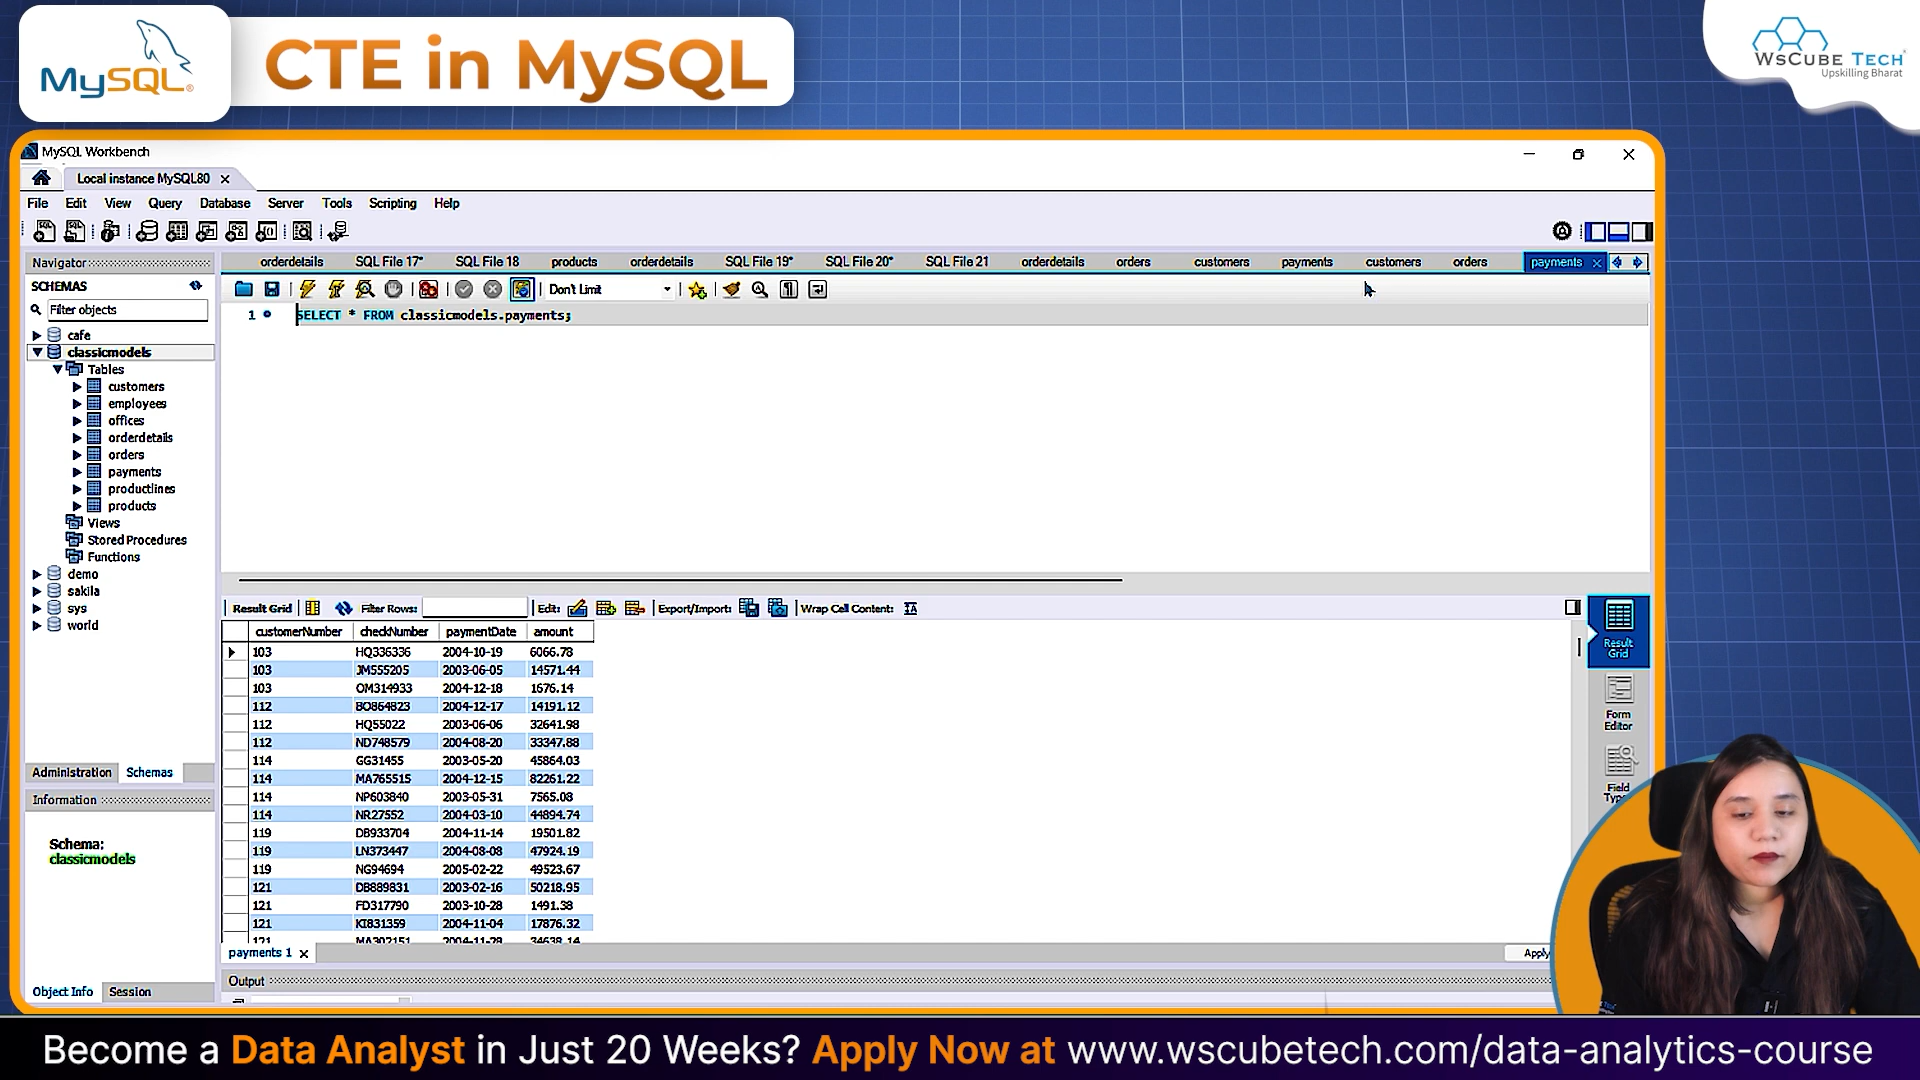 MySQL®
CTE in MySQL
WsCube Tech
Upskilling Bharat
MySQL Workbench
Local instance MySQL80
File Edit View Query Database Server Tools Scripting Help
Navigator
SCHEMAS
Filter objects
cafe
classicmodels
Tables
customers
employees
offices
orderdetails
orders
payments
productlines
products
Views
Stored Procedures
Functions
demo
sakila
sys
world
Administration Schemas
Information
Schema:
classicmodels
Object Info Session
orderdetails SQL File 17* SQL File 18 products orderdetails SQL File 19* SQL File 20* SQL File 21 orderdetails orders customers payments customers orders payments
Don't Limit
1 SELECT * FROM classicmodels.payments;
Result Grid Filter Rows: Edit: Export/Import: Wrap Cell Content:
customerNumber checkNumber paymentDate amount
103 HQ336336 2004-10-19 6066.78
103 JM555205 2003-06-05 14571.44
103 OM314933 2004-12-18 1676.14
112 BO864823 2004-12-17 14191.12
112 HQ55022 2003-06-06 32641.98
112 ND748579 2004-08-20 33347.88
114 GG31455 2003-05-20 45864.03
114 MA765515 2004-12-15 82261.22
114 NP603840 2003-05-31 7565.08
114 NR27552 2004-03-10 44894.74
119 DB933704 2004-11-14 19501.82
119 LN373447 2004-08-08 47924.19
119 NG94694 2005-02-22 49523.67
121 DB889831 2003-02-16 50218.95
121 FD317790 2003-10-28 1491.38
121 KI831359 2004-11-04 17876.32
121 MA302151 2004-11-28 34638.14
Result
Grid
Form
Editor
Field
payments 1
Apply
Output
Become a Data Analyst in Just 20 Weeks? Apply Now at www.wscubetech.com/data-analytics-course